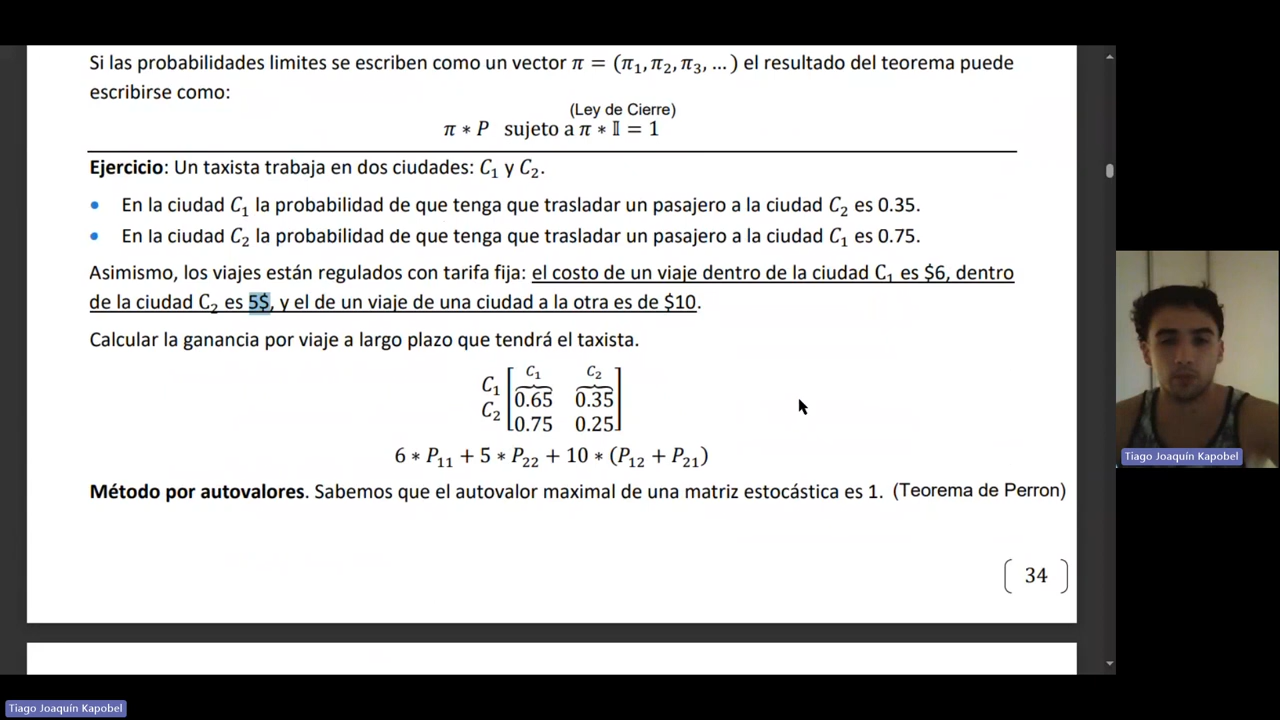 Si las probabilidades limites se escriben como un vector π = (π₁, π₂, π₃, … ) el resultado del teorema puede
escribirse como:
(Ley de Cierre)
π ∗ P sujeto a π ∗ 𝕀 = 1
Ejercicio: Un taxista trabaja en dos ciudades: C₁ y C₂.
• En la ciudad C₁ la probabilidad de que tenga que trasladar un pasajero a la ciudad C₂ es 0.35.
• En la ciudad C₂ la probabilidad de que tenga que trasladar un pasajero a la ciudad C₁ es 0.75.
Asimismo, los viajes están regulados con tarifa fija: el costo de un viaje dentro de la ciudad C₁ es $6, dentro
de la ciudad C₂ es 5$, y el de un viaje de una ciudad a la otra es de $10.
Calcular la ganancia por viaje a largo plazo que tendrá el taxista.
C₁ C₂
C₁ [0.65 0.35]
C₂ [0.75 0.25]
6 ∗ P₁₁ + 5 ∗ P₂₂ + 10 ∗ (P₁₂ + P₂₁)
Método por autovalores. Sabemos que el autovalor maximal de una matriz estocástica es 1. (Teorema de Perron)
34
Tiago Joaquín Kapobel
Tiago Joaquín Kapobel